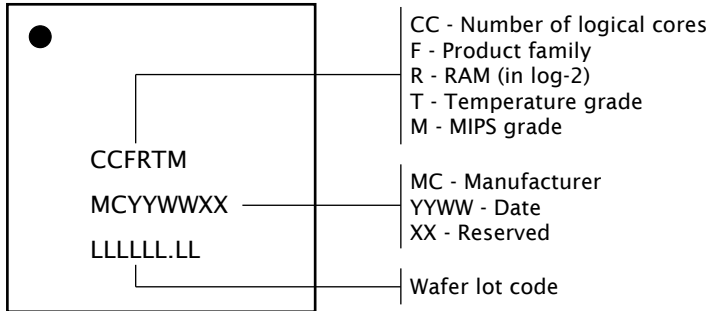 CCFRTM
MCYYWWXX
LLLLLL.LL
CC - Number of logical cores
F - Product family
R - RAM (in log-2)
T - Temperature grade
M - MIPS grade
MC - Manufacturer
YYWW - Date
XX - Reserved
Wafer lot code